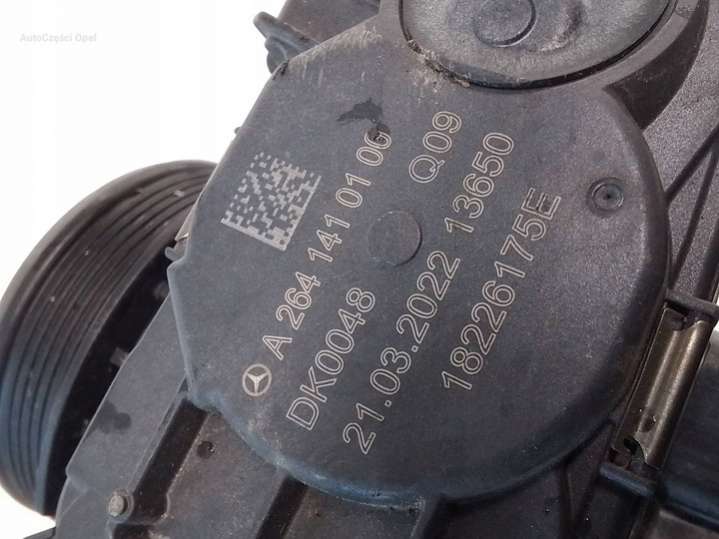 AutoCzęści Opel
A 264 141 01 06 Q09
DK0048
21.03.2022 13650
18226175E